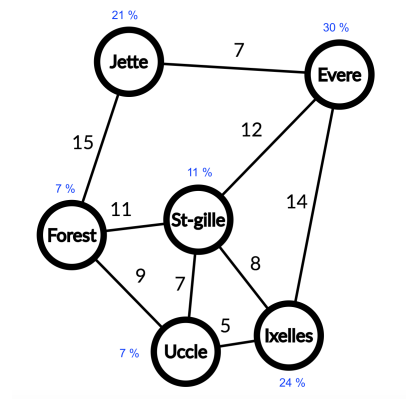 21 %
30 %
Jette
7
Evere
12
15
11 %
7 %
11
14
St-gille
Forest
8
9
7
5
Ixelles
7 %
Uccle
24 %